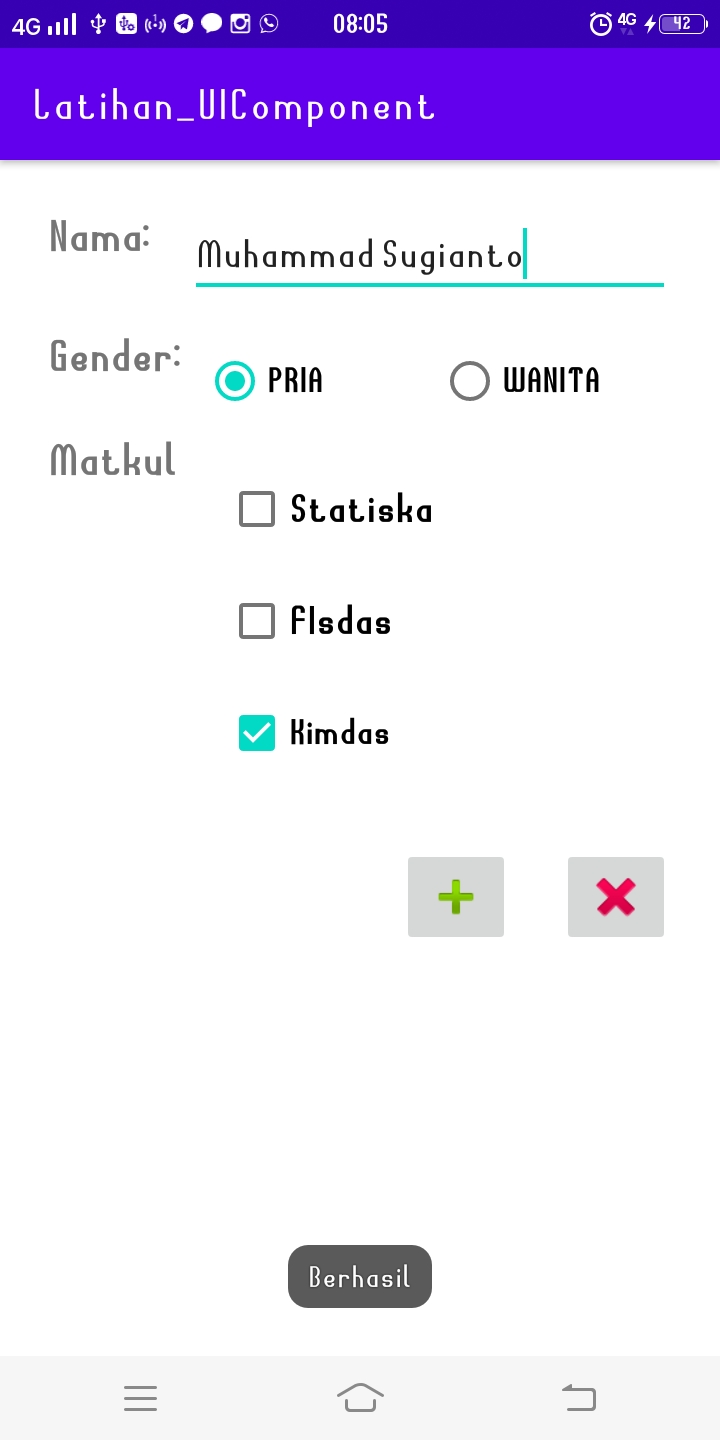 4G 08:05 4G 42
Latihan_UIComponent
Nama: Muhammad Sugianto
Gender: PRIA WANITA
Matkul
Statiska
FIsdas
Kimdas
Berhasil